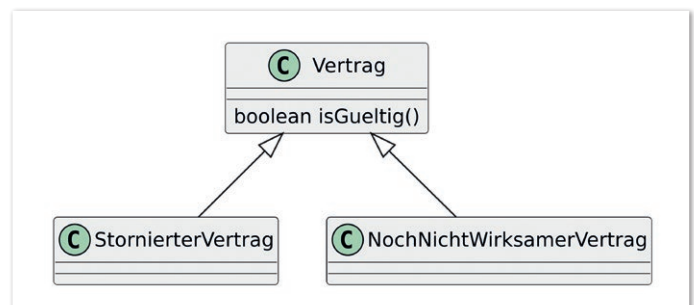 C Vertrag
boolean isGueltig()
C StornierterVertrag
C NochNichtWirksamerVertrag